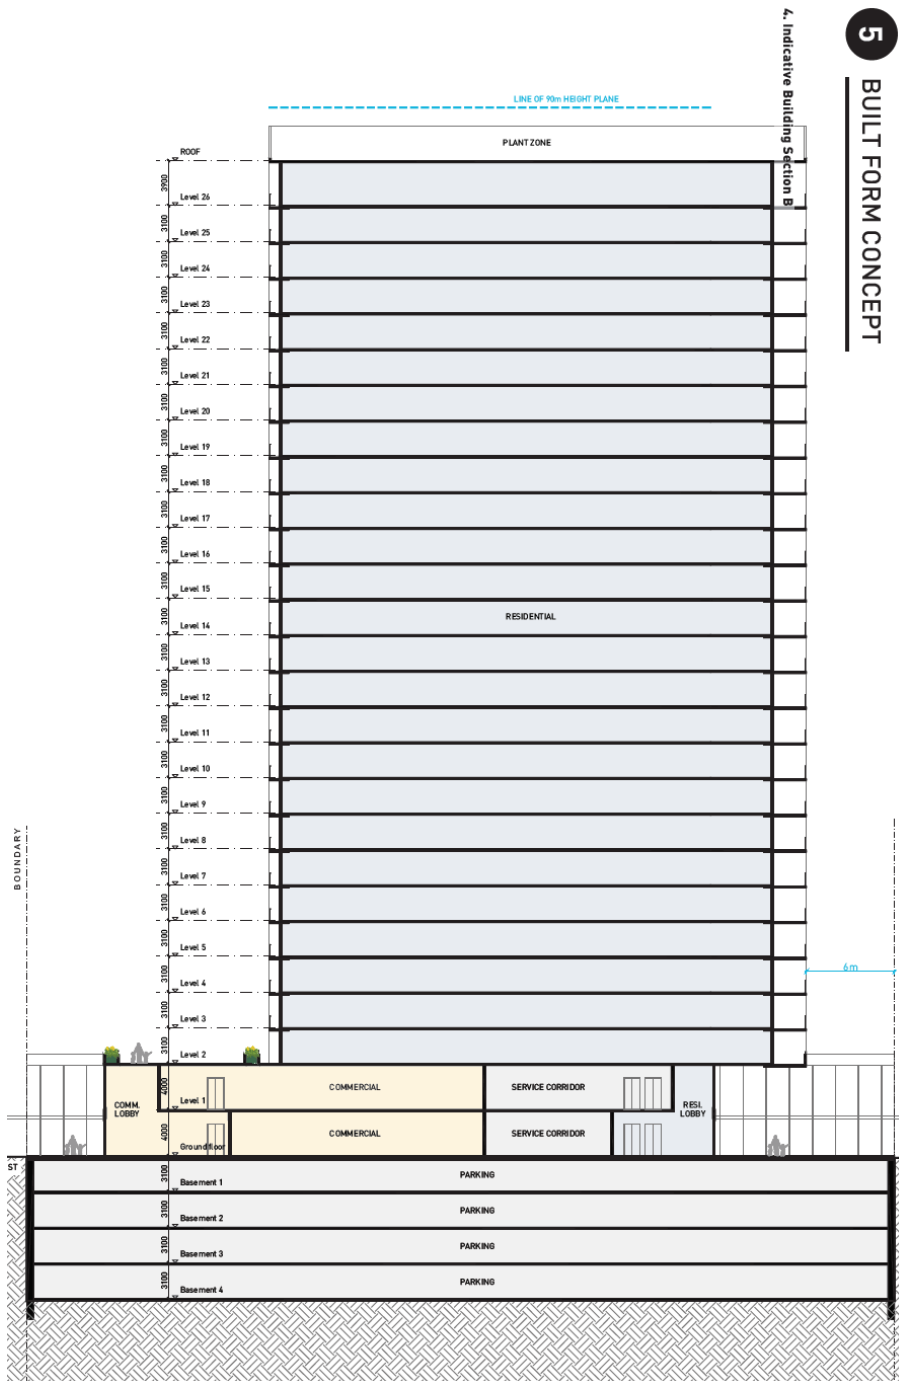 5
BUILT FORM CONCEPT
4. Indicative Building Section B
LINE OF 90m HEIGHT PLANE
PLANT ZONE
ROOF
3900
Level 26
3100
Level 25
3100
Level 24
3100
Level 23
3100
Level 22
3100
Level 21
3100
Level 20
3100
Level 19
3100
Level 18
3100
Level 17
3100
Level 16
3100
Level 15
3100
RESIDENTIAL
Level 14
3100
Level 13
3100
Level 12
3100
Level 11
3100
Level 10
3100
Level 9
3100
Level 8
3100
Level 7
3100
Level 6
3100
Level 5
3100
Level 4
3100
Level 3
3100
Level 2
BOUNDARY
6m
4000
COMMERCIAL
SERVICE CORRIDOR
Level 1
COMM.
LOBBY
RESI.
LOBBY
4000
COMMERCIAL
SERVICE CORRIDOR
Ground floor
ST
3100
PARKING
Basement 1
3100
PARKING
Basement 2
3100
PARKING
Basement 3
3100
PARKING
Basement 4